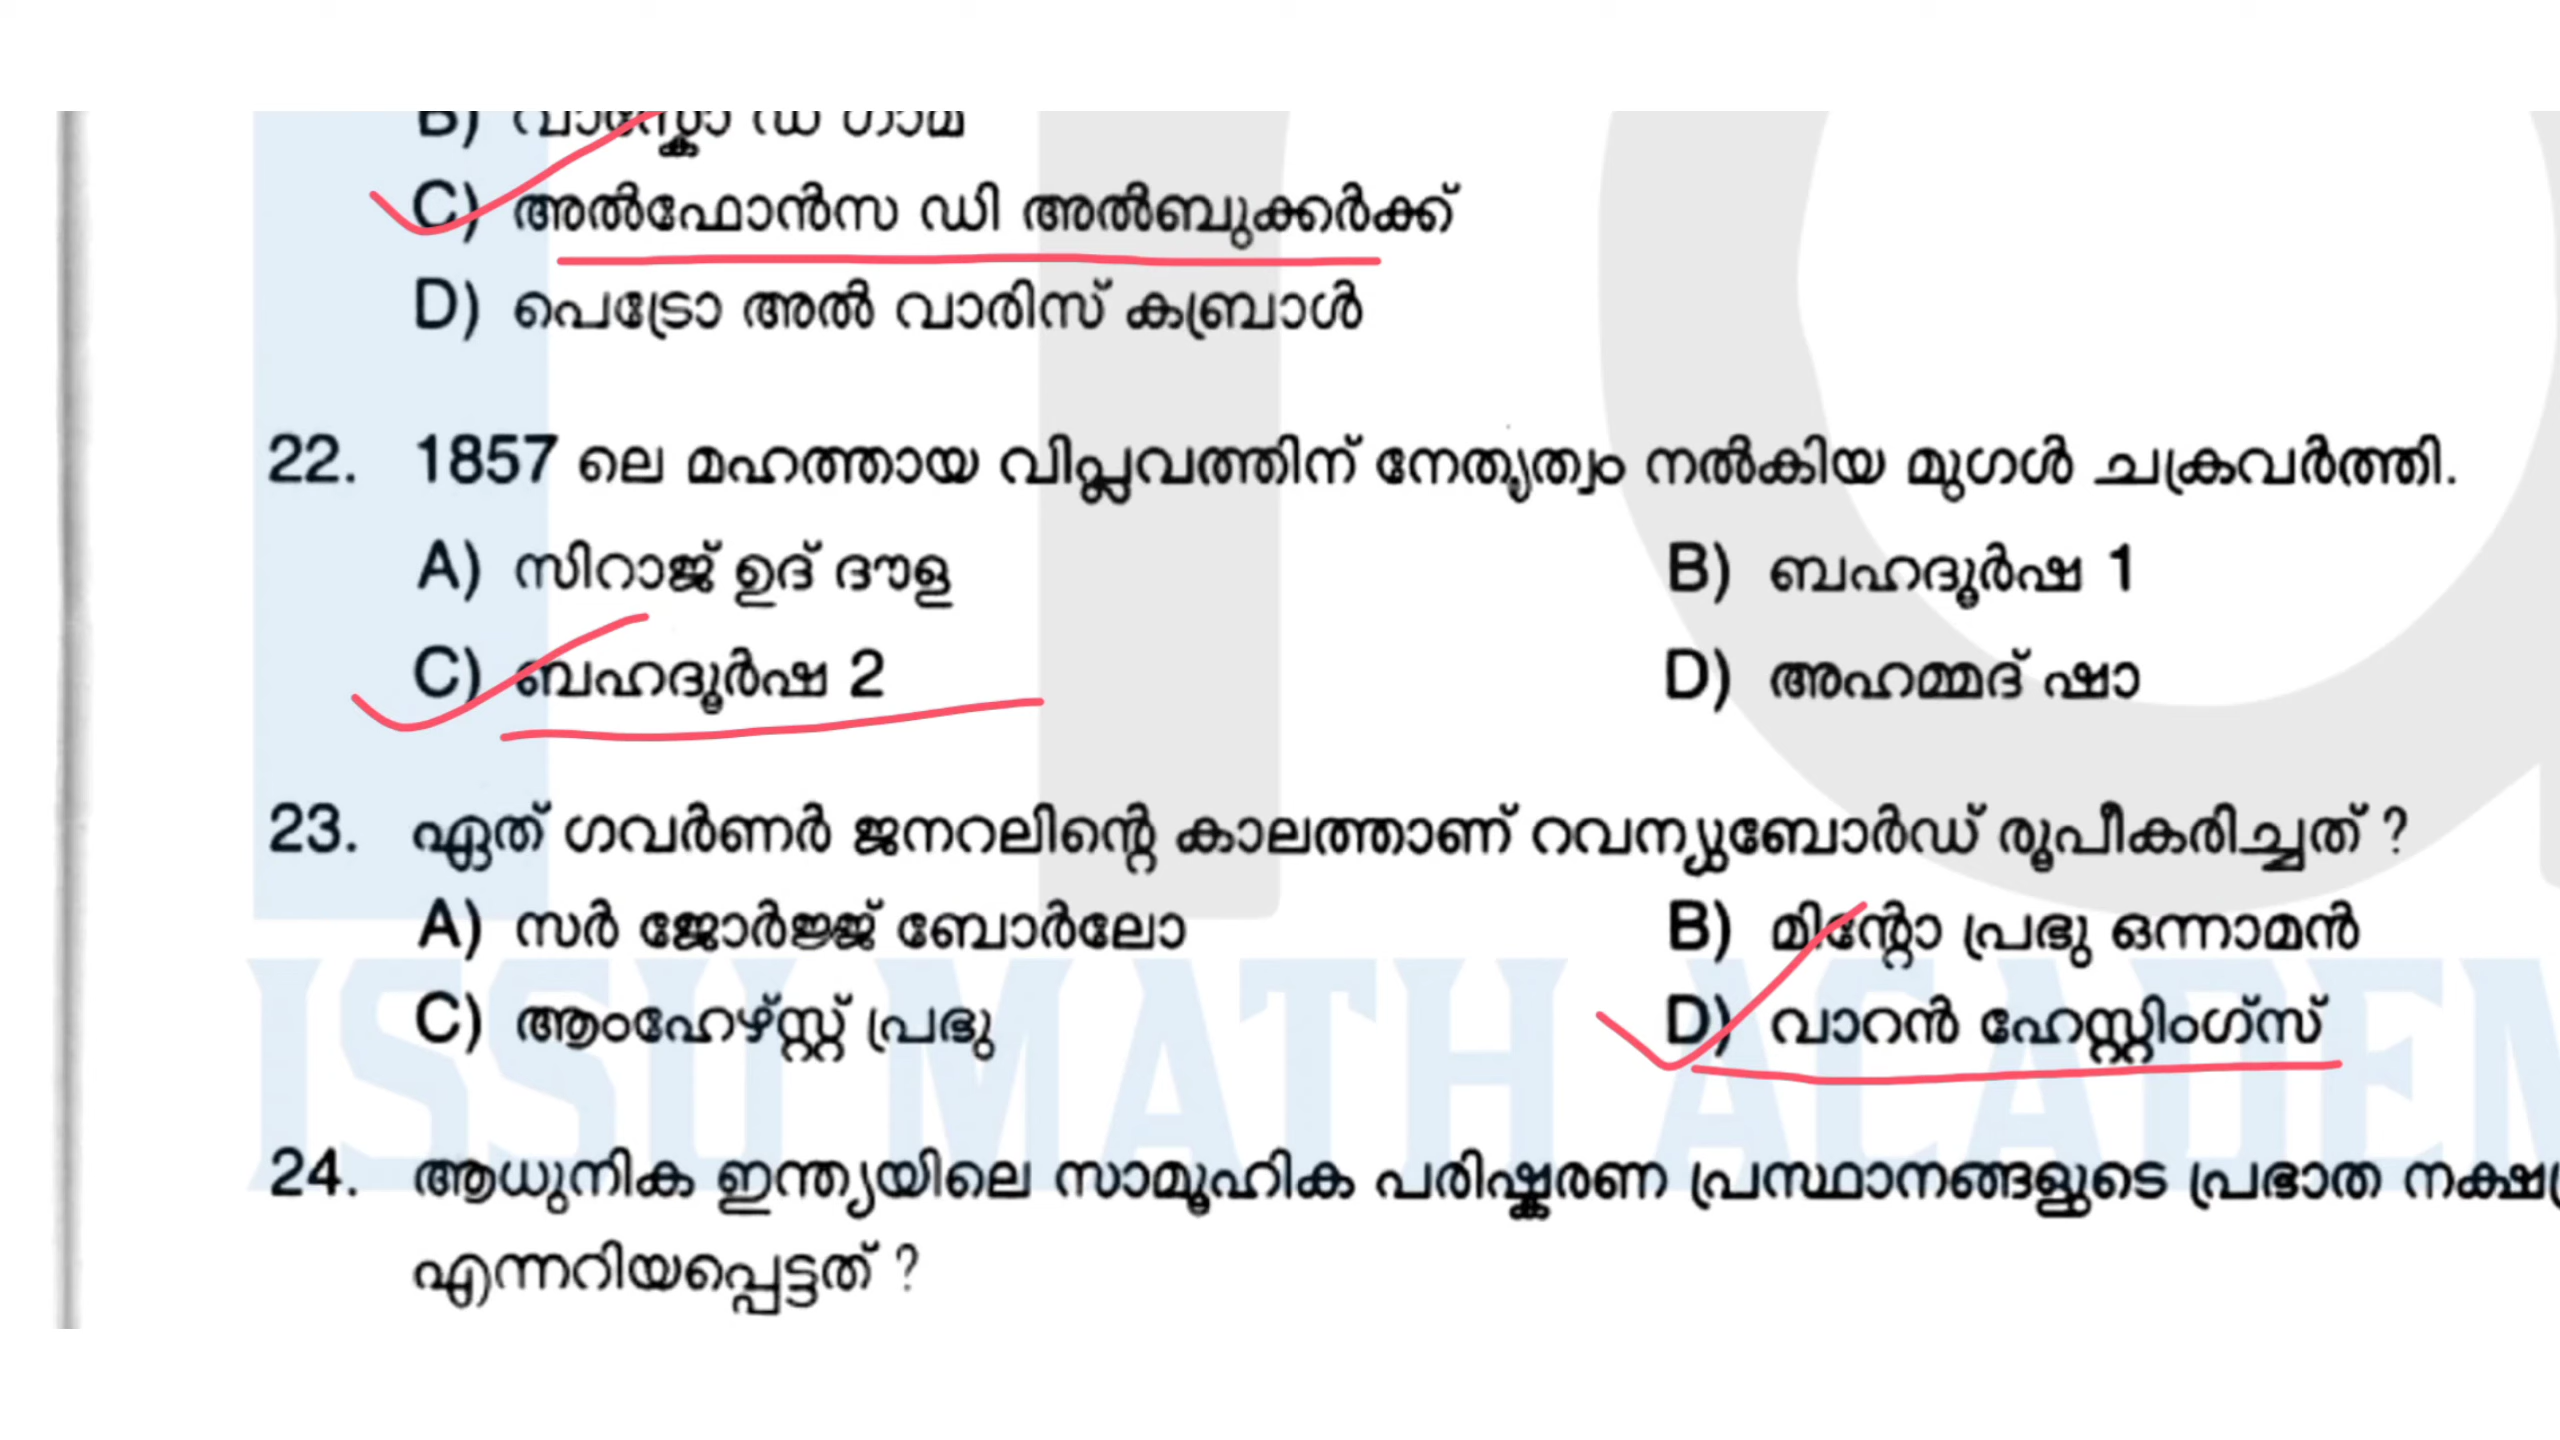 B) വാസ്കോ ഡ ഗാമ
C) അൽഫോൻസ ഡി അൽബുക്കർക്ക്
D) പെട്രോ അൽ വാരിസ് കബ്രാൾ
22. 1857 ലെ മഹത്തായ വിപ്ലവത്തിന് നേതൃത്വം നൽകിയ മുഗൾ ചക്രവർത്തി.
A) സിറാജ് ഉദ് ദൗള B) ബഹദൂർഷ 1
C) ബഹദൂർഷ 2 D) അഹമ്മദ് ഷാ
23. ഏത് ഗവർണർ ജനറലിന്റെ കാലത്താണ് റവന്യുബോർഡ് രൂപീകരിച്ചത് ?
A) സർ ജോർജ്ജ് ബോർലോ B) മിന്റോ പ്രഭു ഒന്നാമൻ
C) ആംഹേഴ്സ്റ്റ് പ്രഭു D) വാറൻ ഹേസ്റ്റിംഗ്സ്
ISSU MATH
24. ആധുനിക ഇന്ത്യയിലെ സാമൂഹിക പരിഷ്കരണ പ്രസ്ഥാനങ്ങളുടെ പ്രഭാത
എന്നറിയപ്പെട്ടത് ?